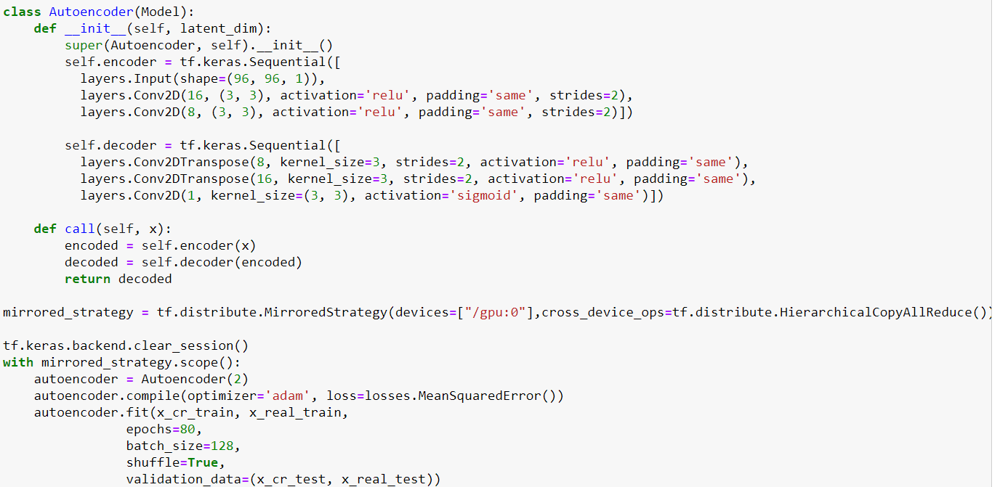 class Autoencoder(Model):
    def __init__(self, latent_dim):
        super(Autoencoder, self).__init__()
        self.encoder = tf.keras.Sequential([
          layers.Input(shape=(96, 96, 1)),
          layers.Conv2D(16, (3, 3), activation='relu', padding='same', strides=2),
          layers.Conv2D(8, (3, 3), activation='relu', padding='same', strides=2)])
        self.decoder = tf.keras.Sequential([
          layers.Conv2DTranspose(8, kernel_size=3, strides=2, activation='relu', padding='same'),
          layers.Conv2DTranspose(16, kernel_size=3, strides=2, activation='relu', padding='same'),
          layers.Conv2D(1, kernel_size=(3, 3), activation='sigmoid', padding='same')])
    def call(self, x):
        encoded = self.encoder(x)
        decoded = self.decoder(encoded)
        return decoded
mirrored_strategy = tf.distribute.MirroredStrategy(devices=["/gpu:0"],cross_device_ops=tf.distribute.HierarchicalCopyAllReduce())
tf.keras.backend.clear_session()
with mirrored_strategy.scope():
    autoencoder = Autoencoder(2)
    autoencoder.compile(optimizer='adam', loss=losses.MeanSquaredError())
    autoencoder.fit(x_cr_train, x_real_train,
                epochs=80,
                batch_size=128,
                shuffle=True,
                validation_data=(x_cr_test, x_real_test))